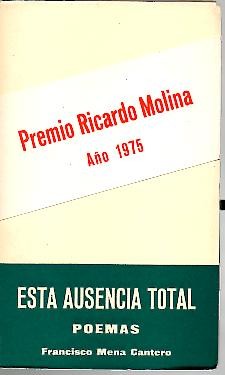 Premio Ricardo Molina
Año 1975
ESTA AUSENCIA TOTAL
POEMAS
Francisco Mena Cantero